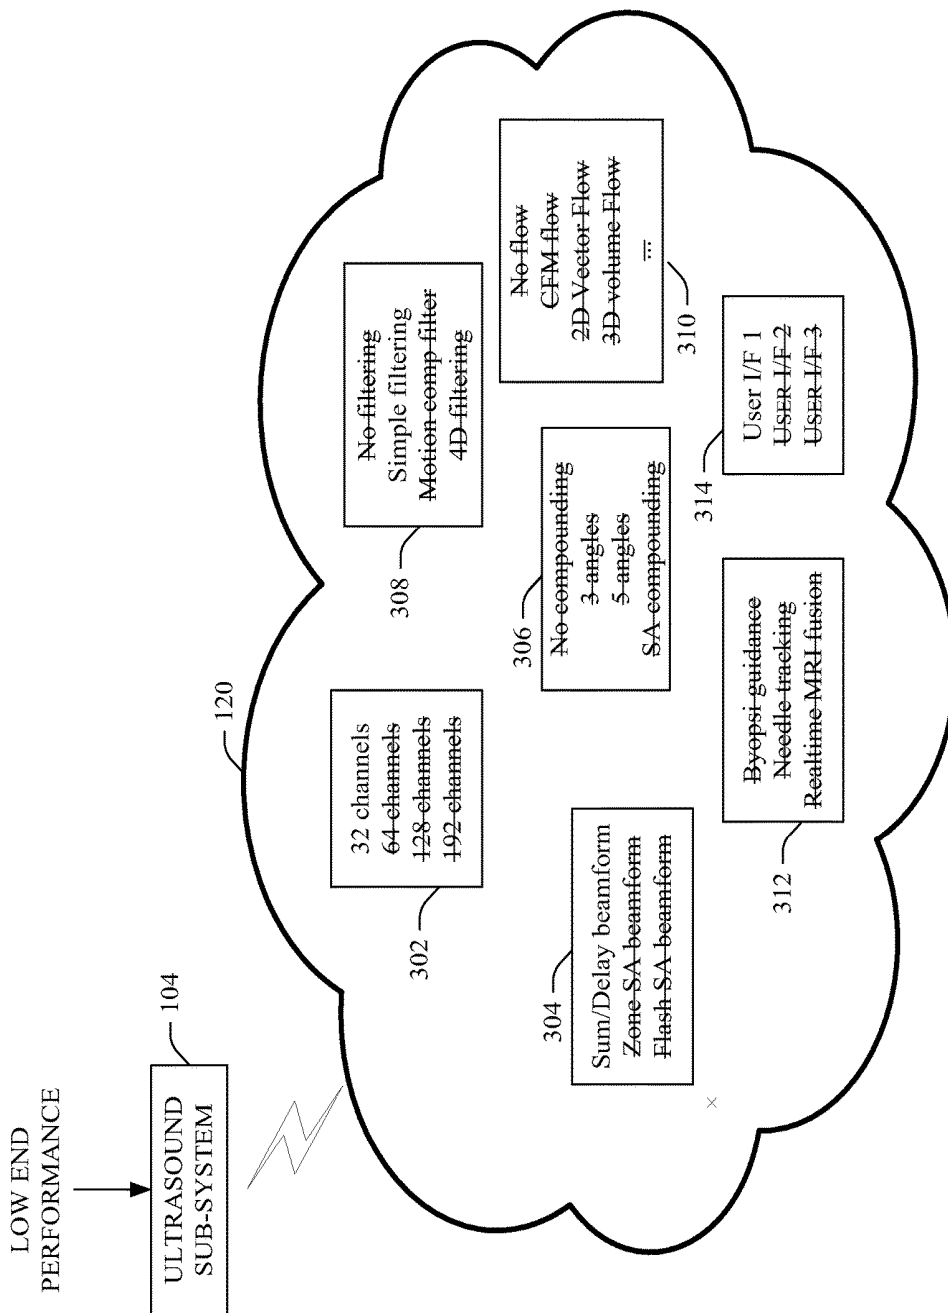 LOW END
PERFORMANCE
ULTRASOUND
SUB-SYSTEM
104
120
32 channels
64 channels
128 channels
192 channels
302
No filtering
Simple filtering
Motion comp filter
4D filtering
308
304
Sum/Delay beamform
Zone SA beamform
Flash SA beamform
306
No compounding
3 angles
5 angles
SA compounding
No flow
CFM flow
2D Vector Flow
3D volume Flow
...
310
Byopsi guidance
Needle tracking
Realtime MRI fusion
312
314
User I/F 1
USER I/F 2
USER I/F 3
×